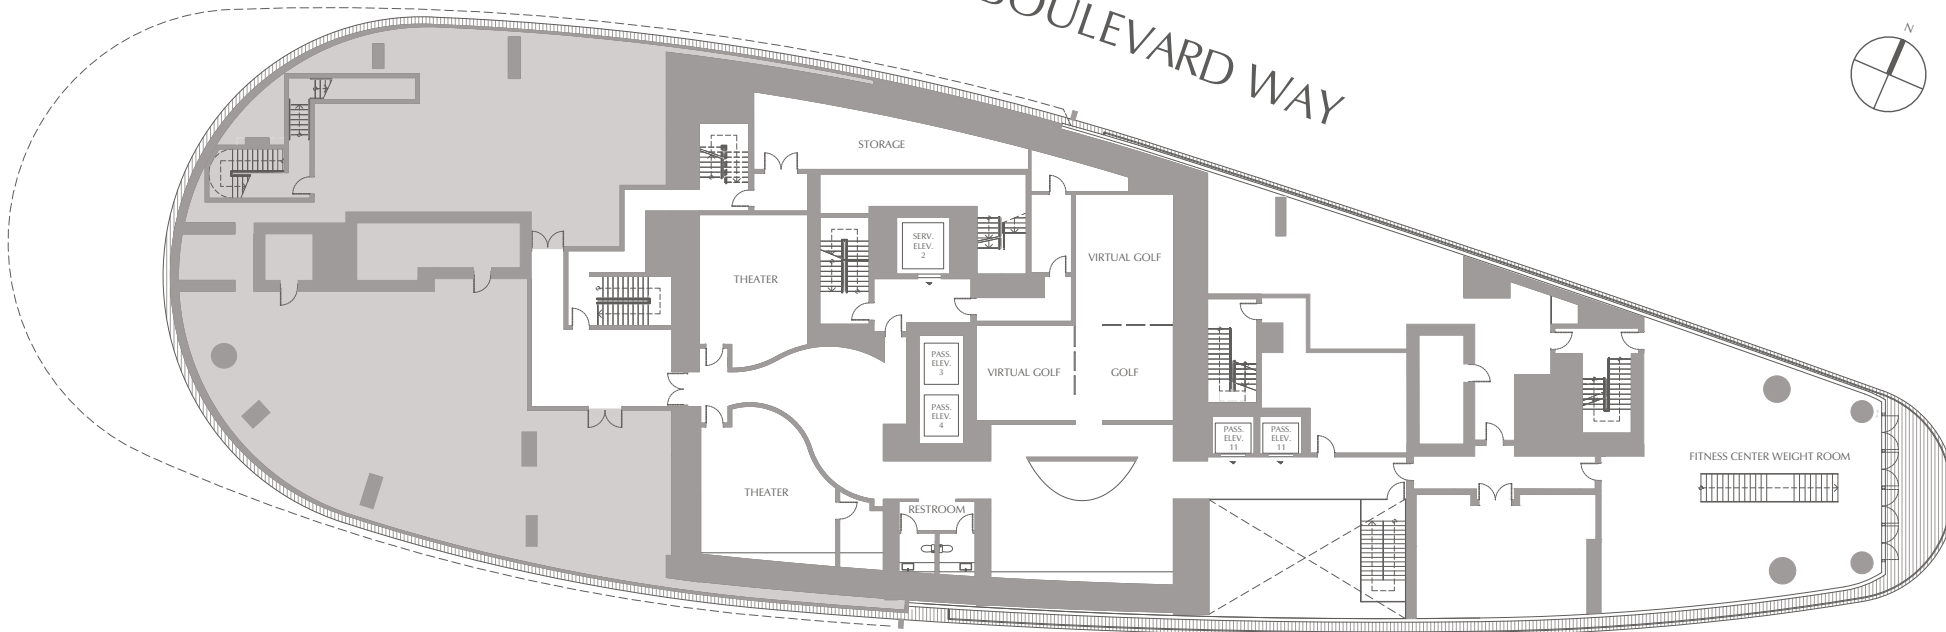 BOULEVARD WAY
N
STORAGE
SERV.
ELEV.
2
VIRTUAL GOLF
THEATER
PASS.
ELEV.
3
VIRTUAL GOLF
GOLF
PASS.
ELEV.
4
PASS.
ELEV.
11
PASS.
ELEV.
11
FITNESS CENTER WEIGHT ROOM
THEATER
RESTROOM